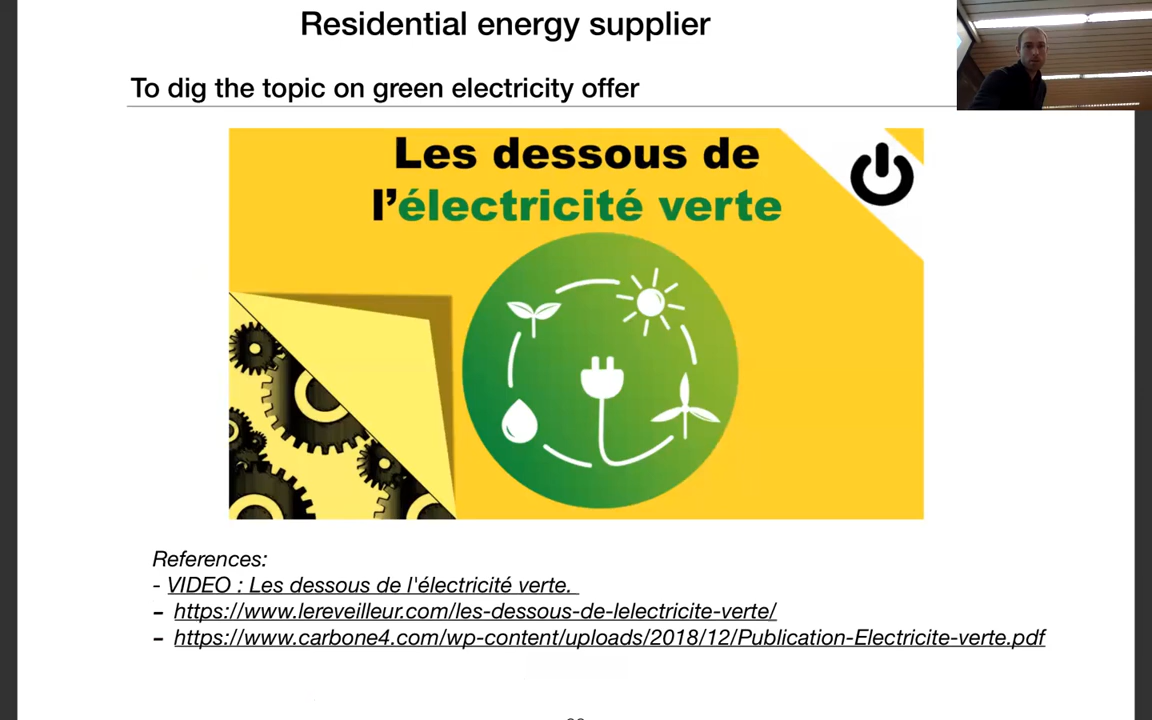 Residential energy supplier
To dig the topic on green electricity offer
Les dessous de
l’électricité verte
References:
- VIDEO : Les dessous de l'électricité verte.
- https://www.lereveilleur.com/les-dessous-de-lelectricite-verte/
- https://www.carbone4.com/wp-content/uploads/2018/12/Publication-Electricite-verte.pdf